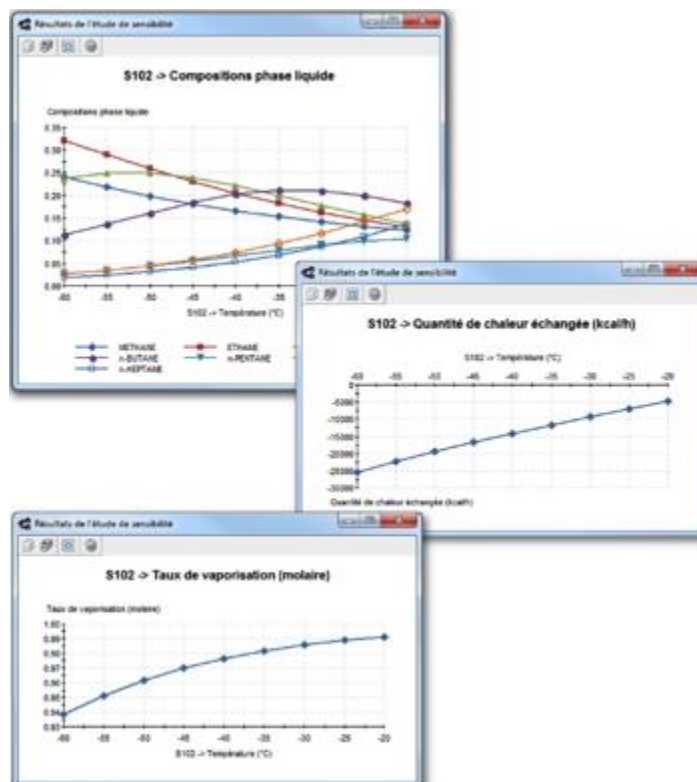 Résultats de l'étude de sensibilité
S102 -> Compositions phase liquide
Compositions phase liquide
0.35
0.30
0.25
0.20
0.15
0.10
0.05
0.00
-60 -55 -50 -45 -40 -35
S102 -> Température (°C)
METHANE ETHANE
n-BUTANE n-PENTANE
n-HEPTANE
Résultats de l'étude de sensibilité
S102 -> Quantité de chaleur échangée (kcal/h)
S102 -> Température (°C)
-60 -55 -50 -45 -40 -35 -30 -25 -20
0
-5000
-10000
-15000
-20000
-25000
-30000
Quantité de chaleur échangée (kcal/h)
Résultats de l'étude de sensibilité
S102 -> Taux de vaporisation (molaire)
Taux de vaporisation (molaire)
1.00
0.99
0.98
0.97
0.96
0.95
0.94
0.93
-60 -55 -50 -45 -40 -35 -30 -25 -20
S102 -> Température (°C)